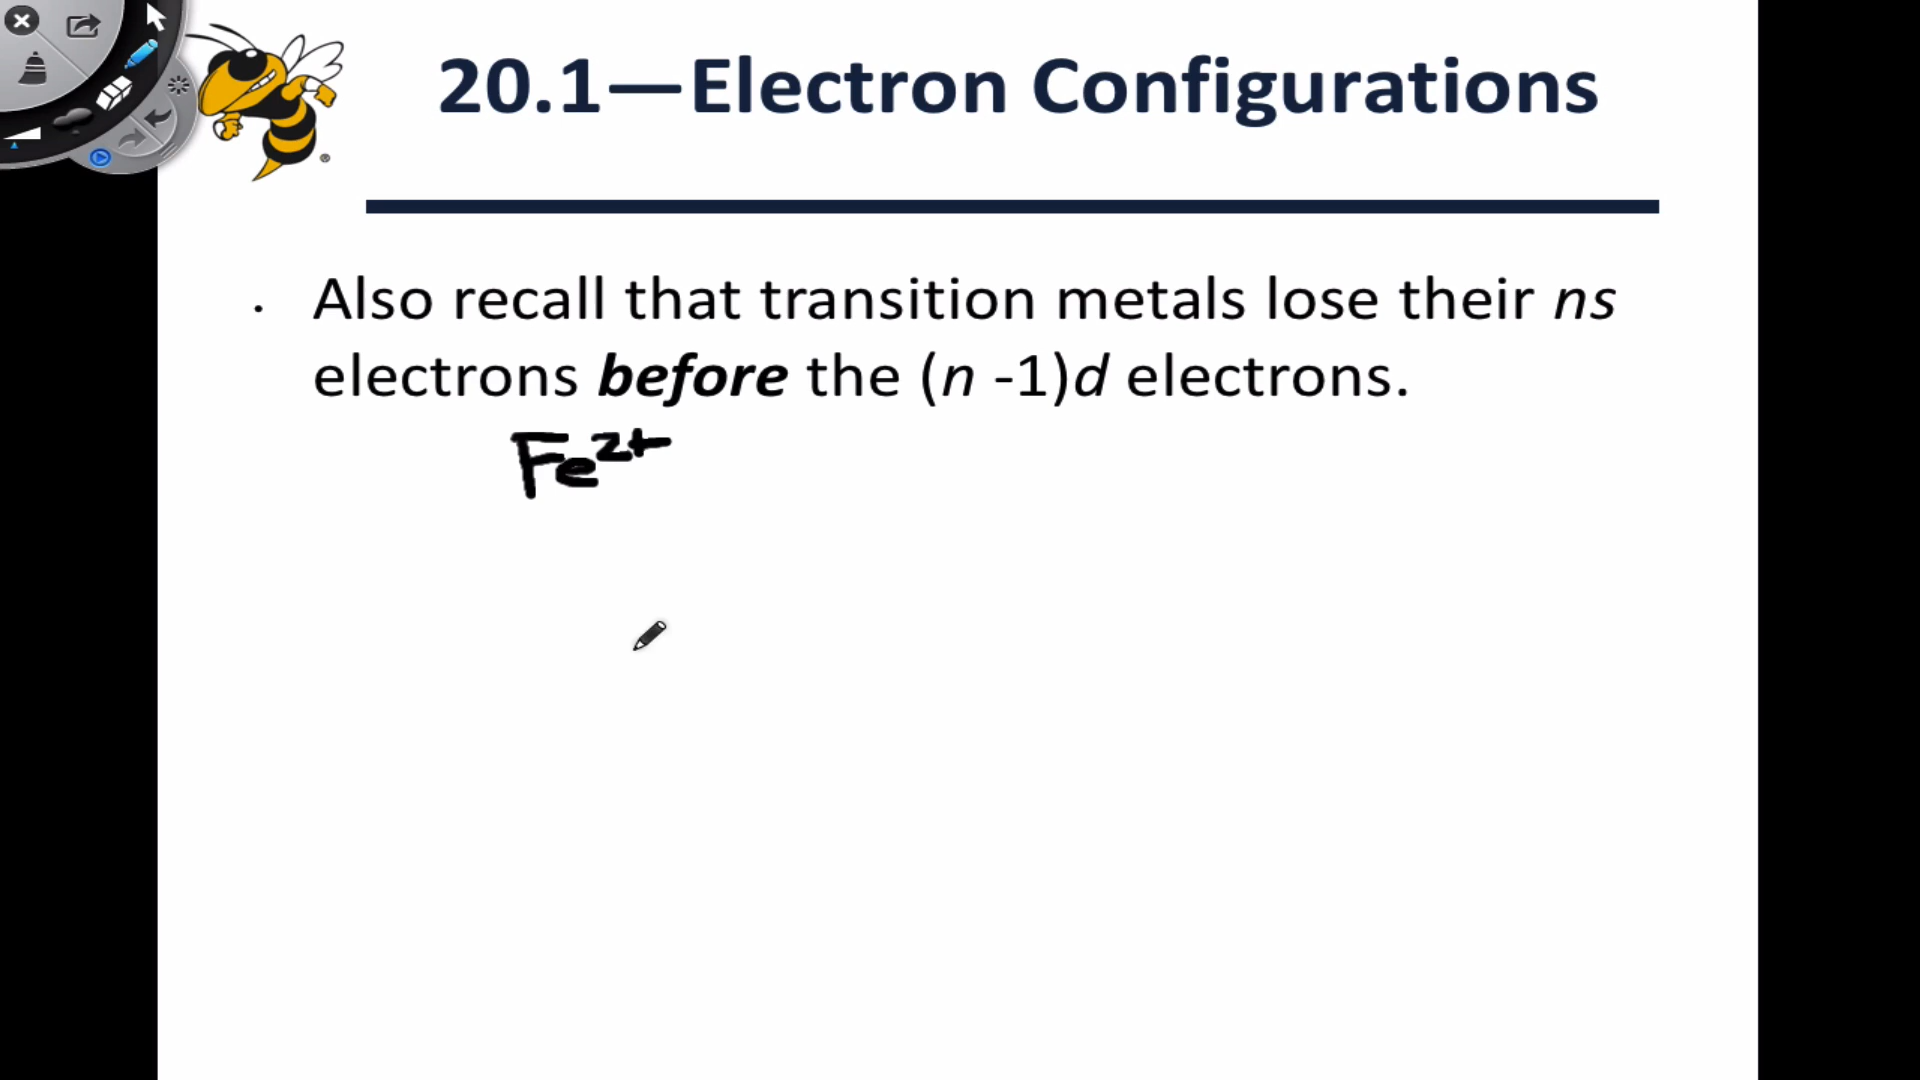 20.1—Electron Configurations
• Also recall that transition metals lose their ns
electrons before the (n -1)d electrons.
Fe²⁺
®